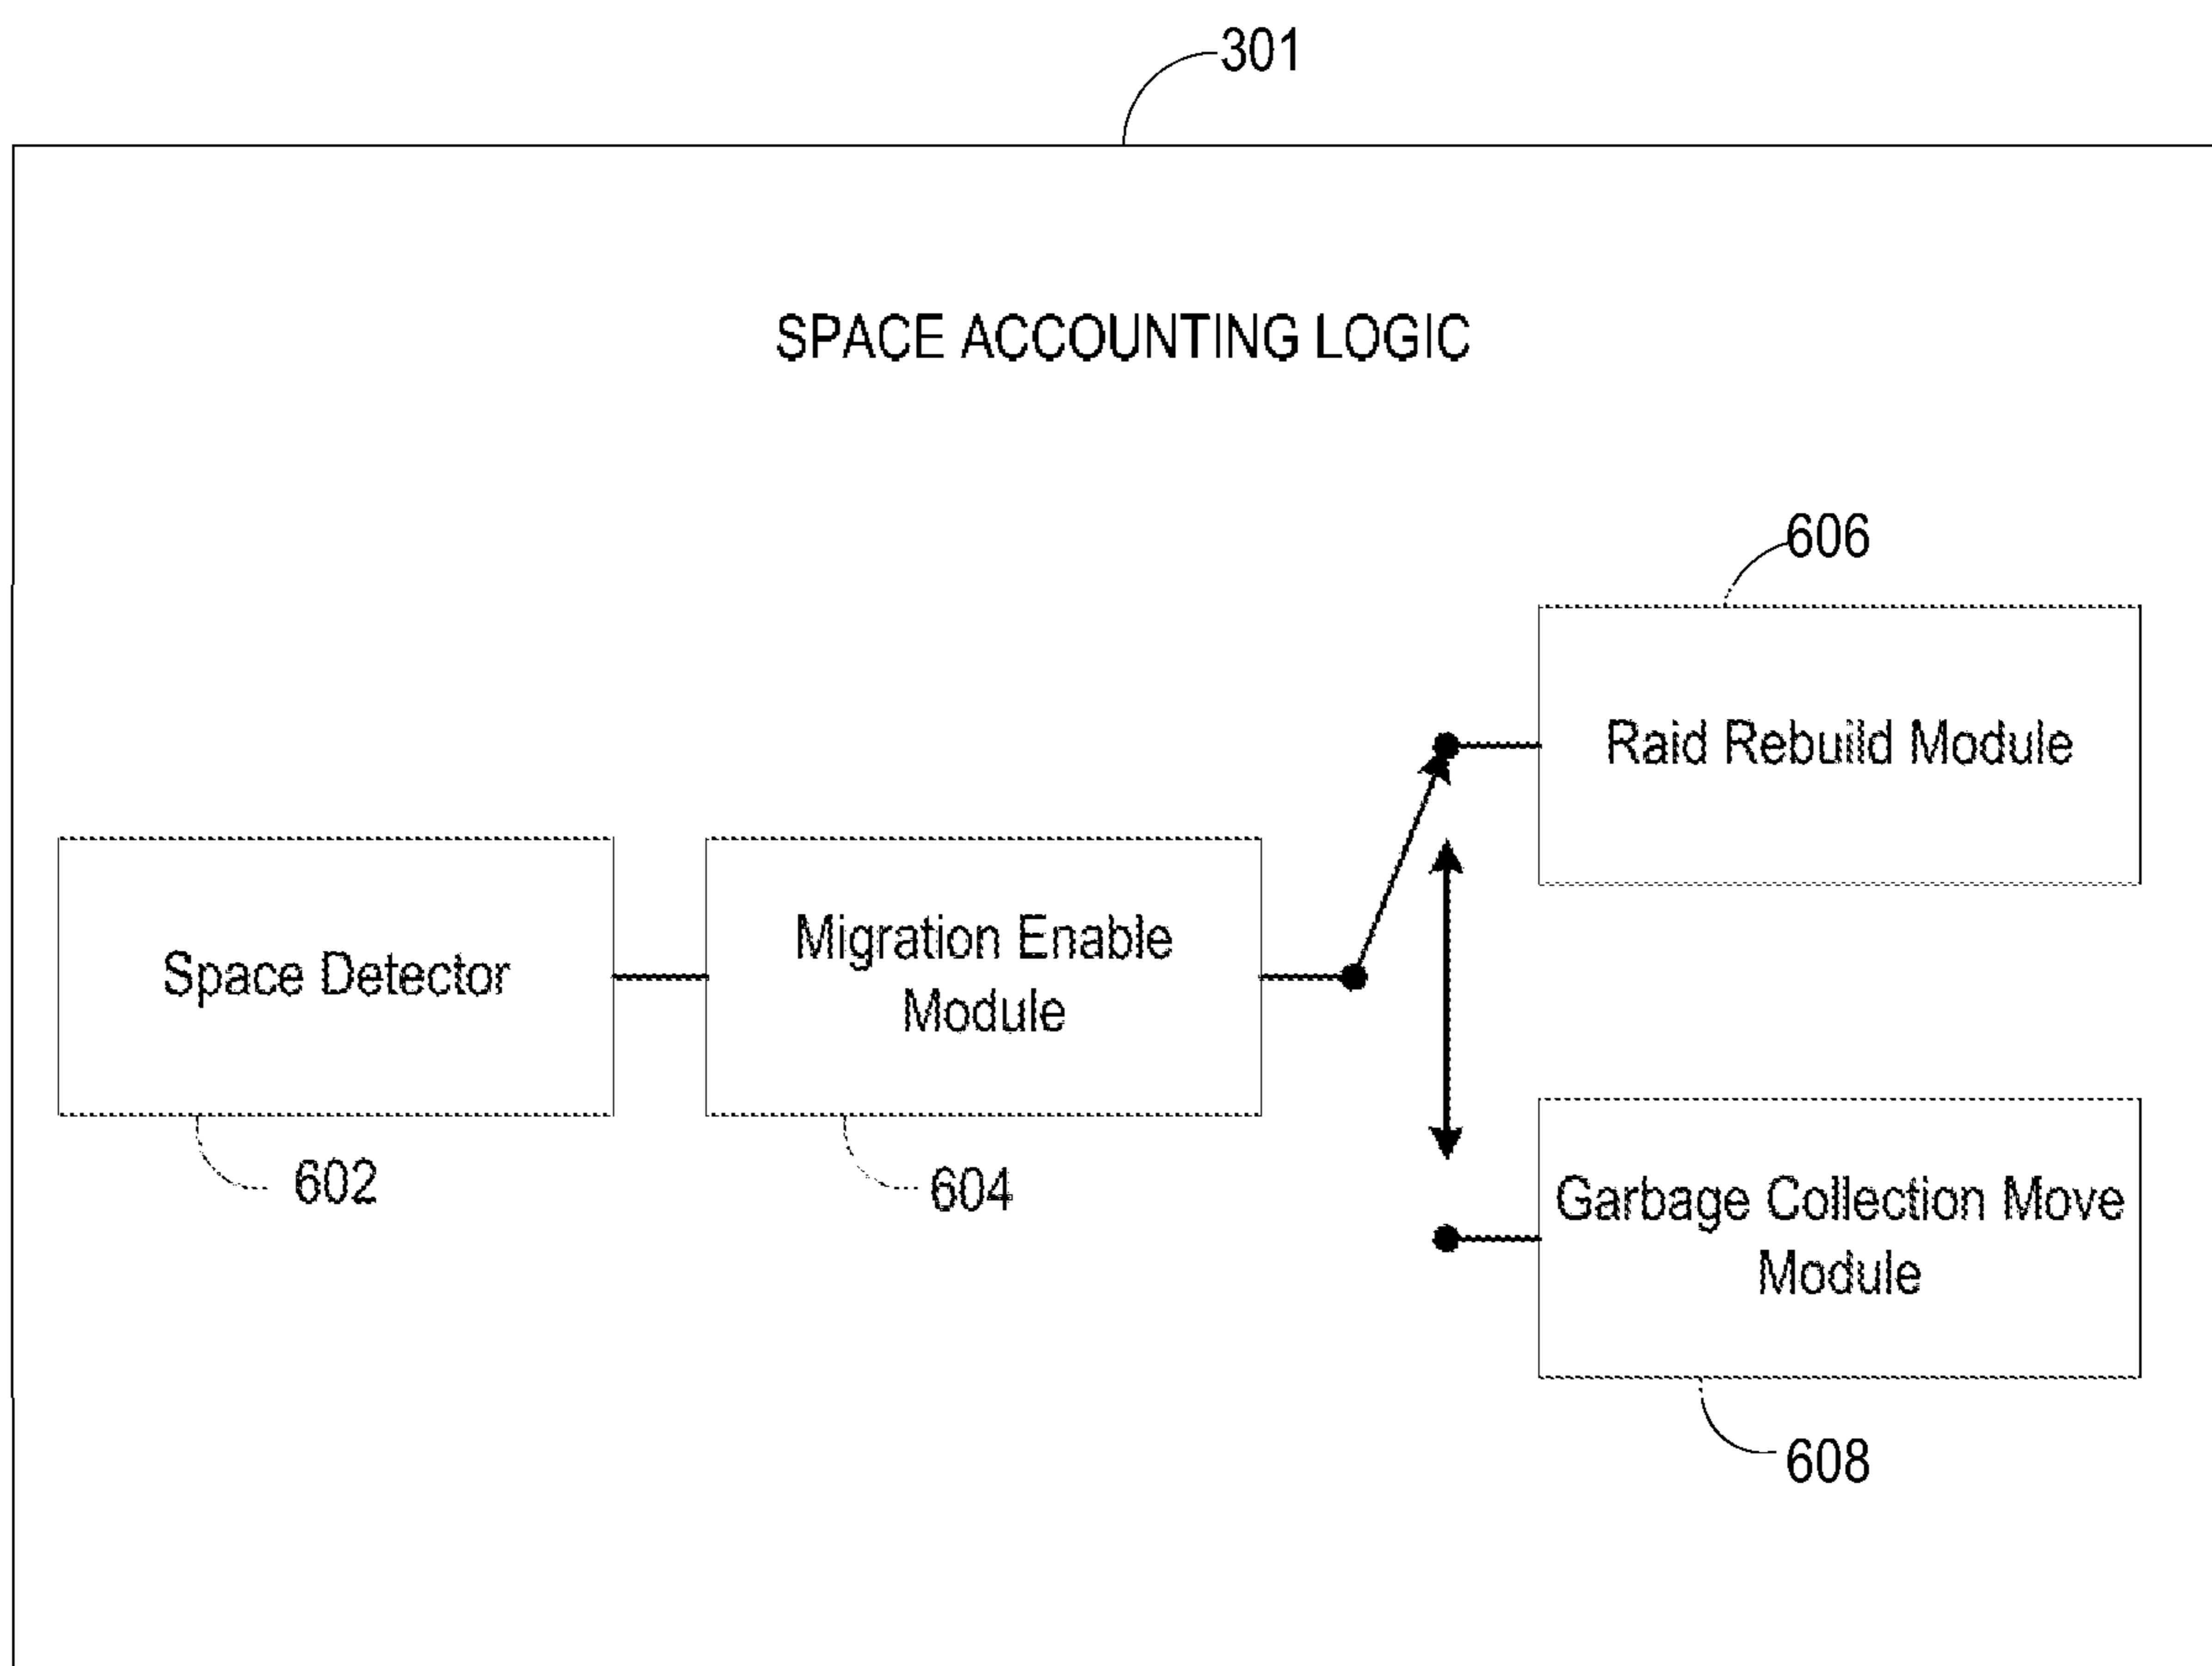 301
SPACE ACCOUNTING LOGIC
606
Raid Rebuild Module
Space Detector
Migration Enable
Module
602
604
Garbage Collection Move
Module
608